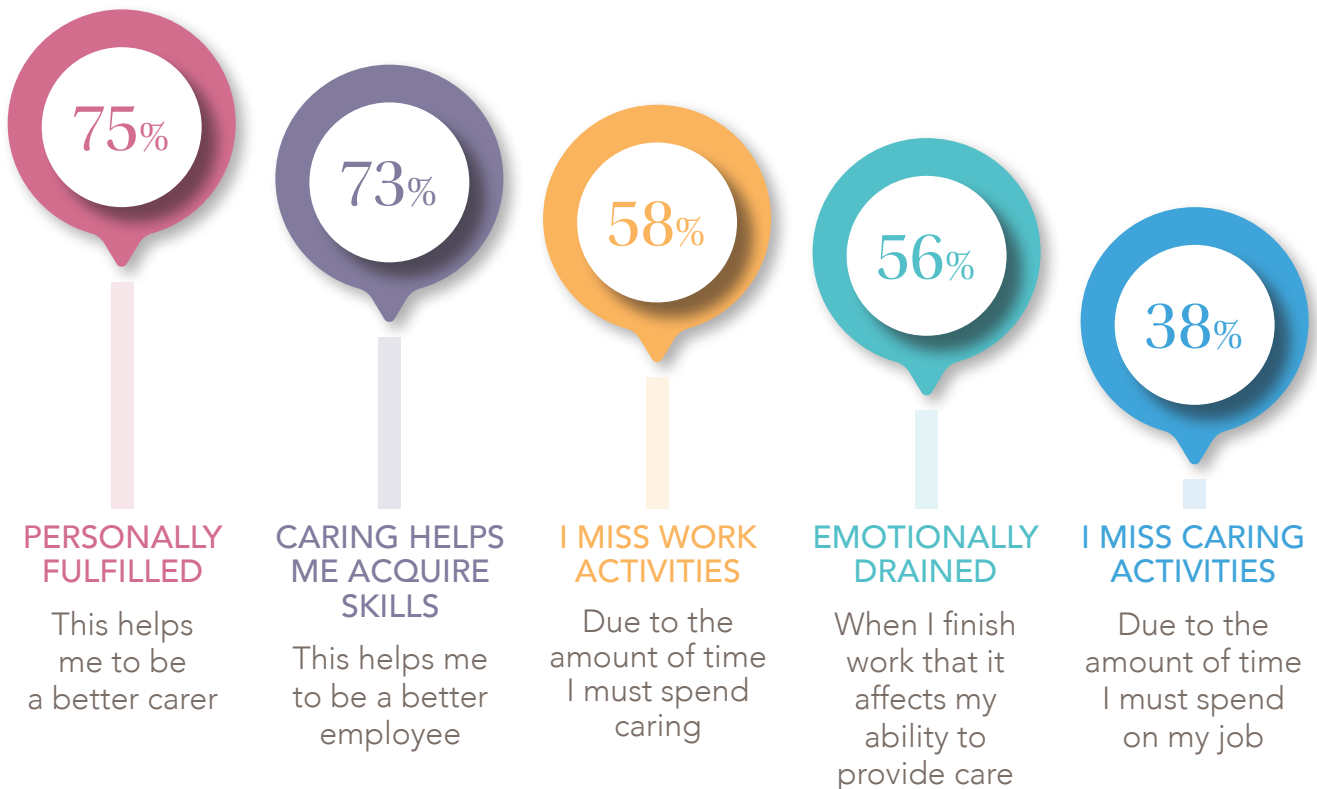 75%
PERSONALLY
FULFILLED
This helps
me to be
a better carer
73%
CARING HELPS
ME ACQUIRE
SKILLS
This helps me
to be a better
employee
58%
I MISS WORK
ACTIVITIES
Due to the
amount of time
I must spend
caring
56%
EMOTIONALLY
DRAINED
When I finish
work that it
affects my
ability to
provide care
38%
I MISS CARING
ACTIVITIES
Due to the
amount of time
I must spend
on my job